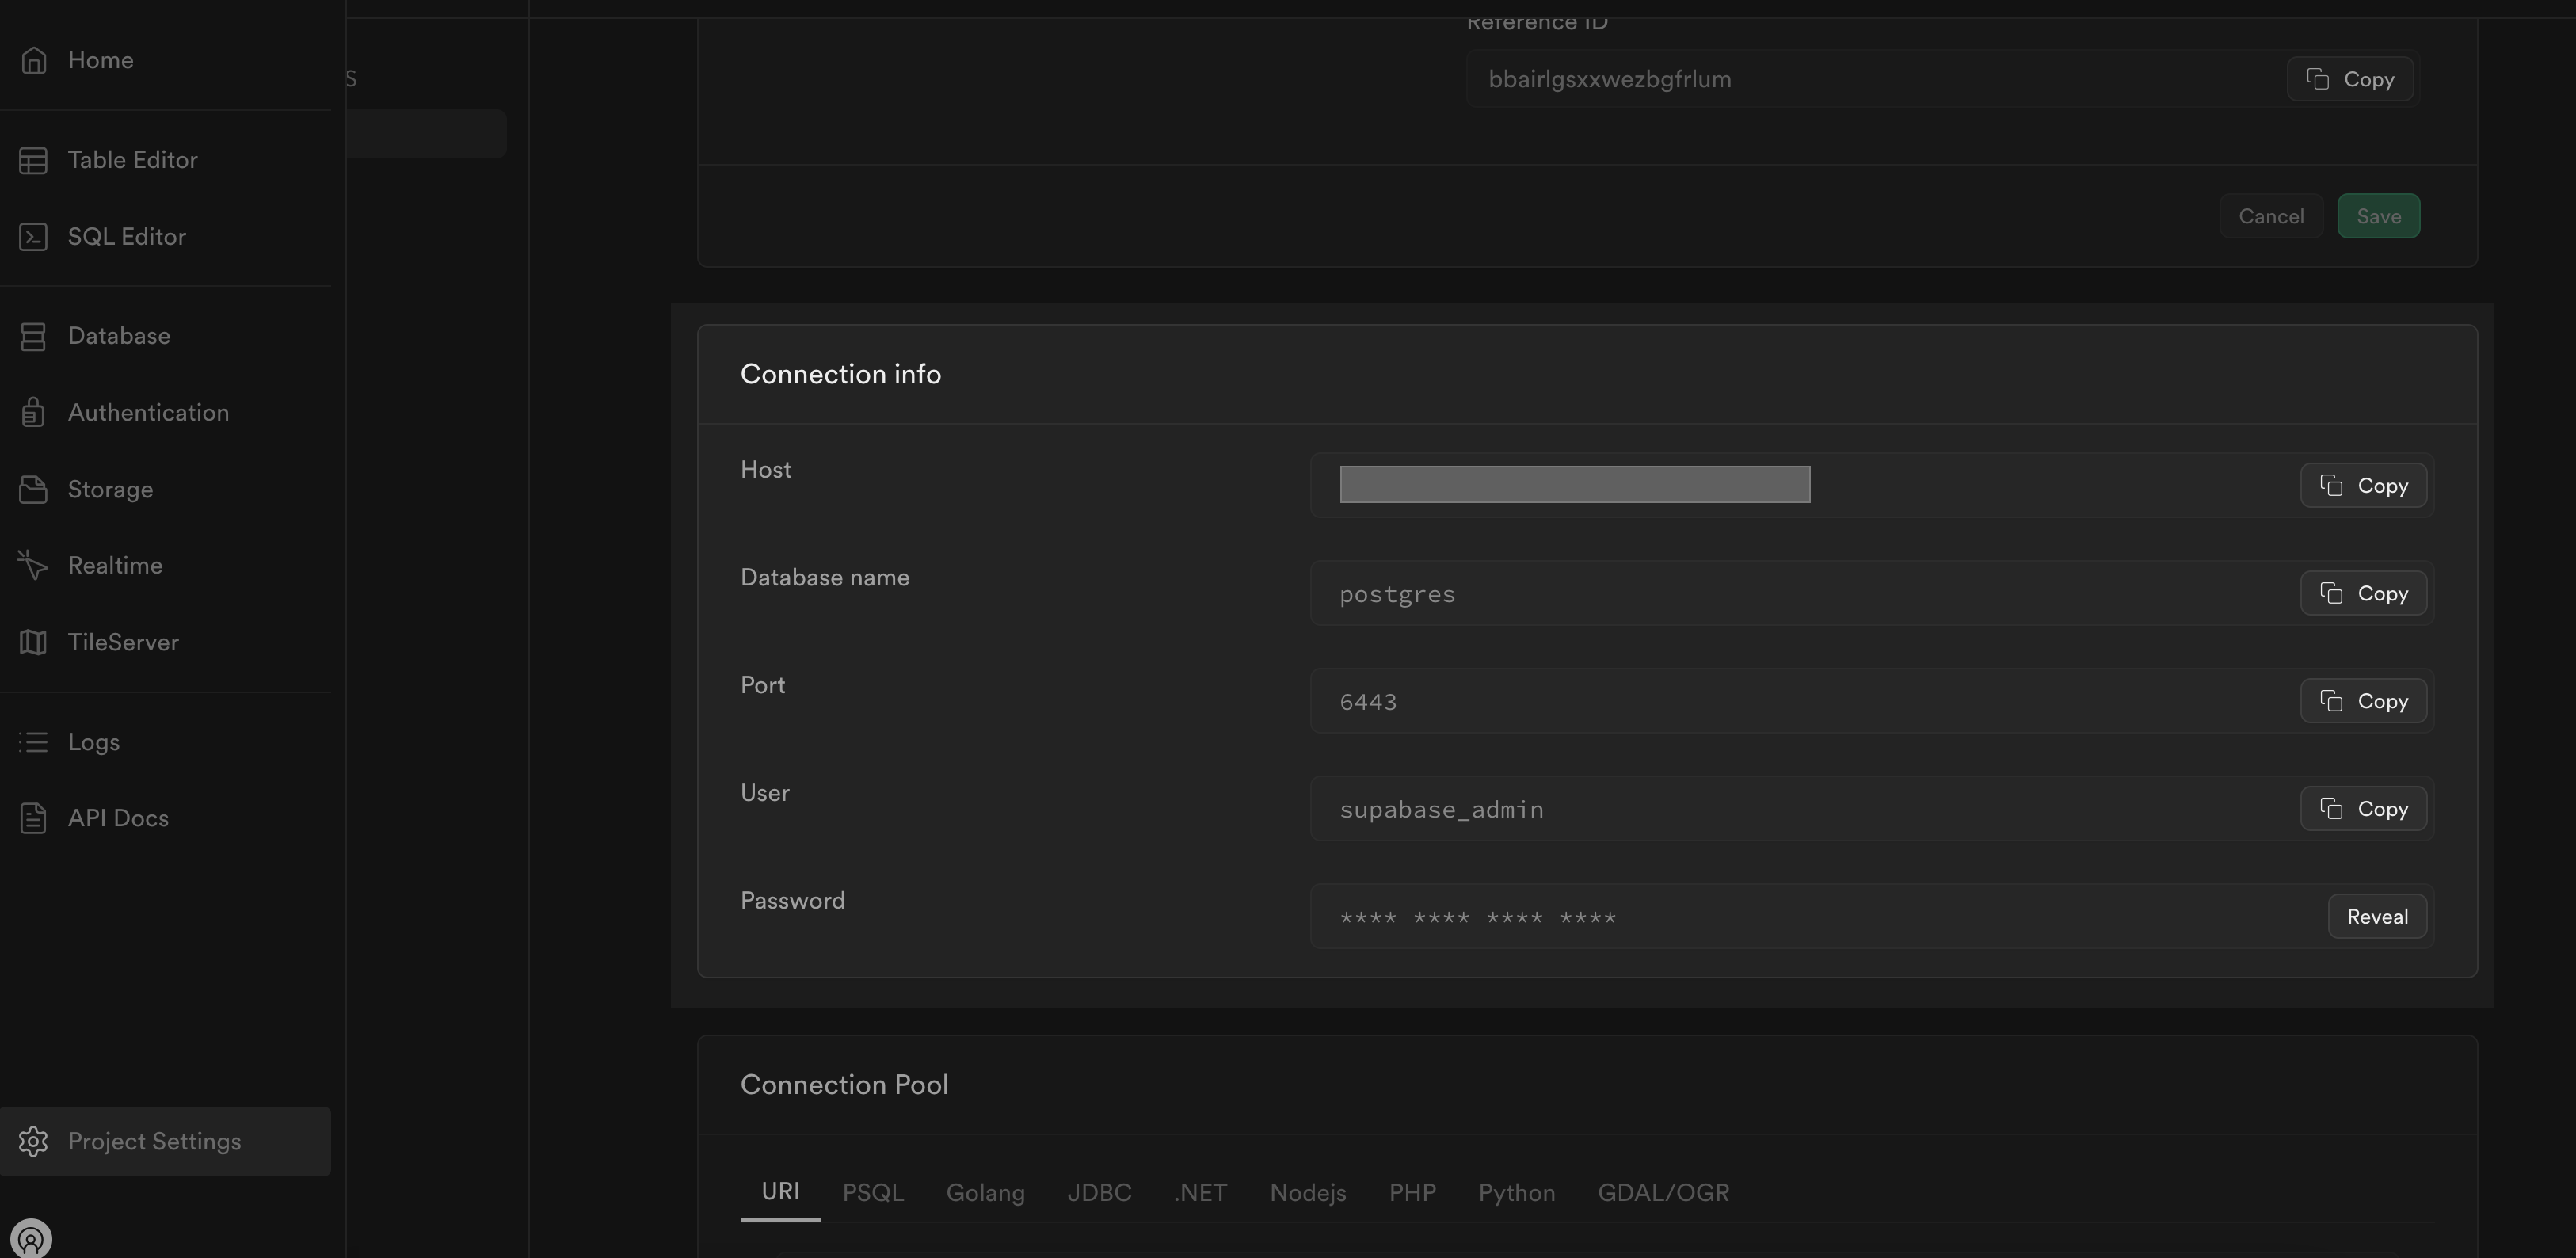 Home
Table Editor
SQL Editor
Database
Authentication
Storage
Realtime
TileServer
Logs
API Docs
Project Settings
s
Reference ID
bbairlgsxxwezbgfrlum Copy
Cancel Save
Connection info
Host Copy
Database name postgres Copy
Port 6443 Copy
User supabase_admin Copy
Password **** **** **** **** Reveal
Connection Pool
URI PSQL Golang JDBC .NET Nodejs PHP Python GDAL/OGR